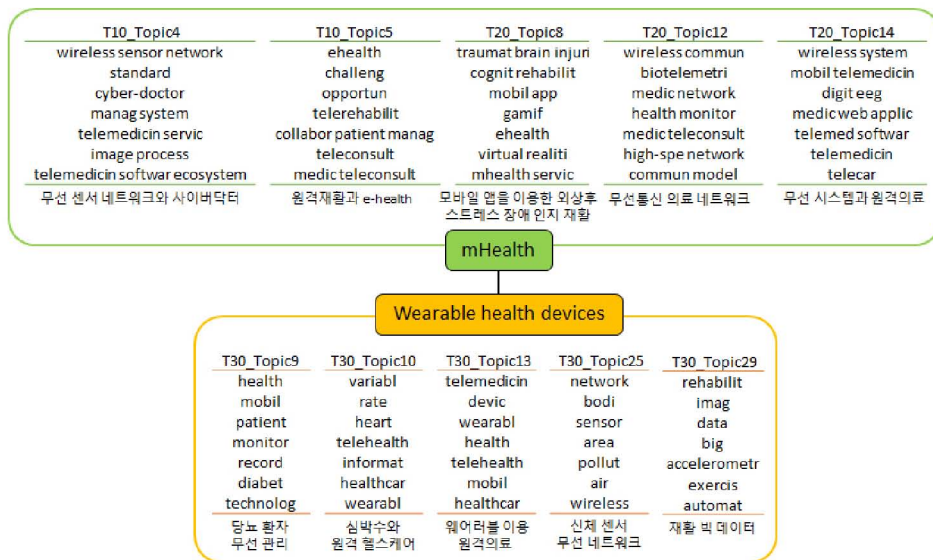 T10_Topic4
wireless sensor network
standard
cyber-doctor
manag system
telemedicin servic
image process
telemedicin softwar ecosystem
무선 센서 네트워크와 사이버닥터
T10_Topic5
ehealth
challeng
opportun
telerehabilit
collabor patient manag
teleconsult
medic teleconsult
원격재활과 e-health
T20_Topic8
traumat brain injuri
cognit rehabilit
mobil app
gamif
ehealth
virtual realiti
mhealth servic
모바일 앱을 이용한 외상후
스트레스 장애 인지 재활
T20_Topic12
wireless commun
biotelemetri
medic network
health monitor
medic teleconsult
high-spe network
commun model
무선통신 의료 네트워크
T20_Topic14
wireless system
mobil telemedicin
digit eeg
medic web applic
telemed softwar
telemedicin
telecar
무선 시스템과 원격의료
mHealth
Wearable health devices
T30_Topic9
health
mobil
patient
monitor
record
diabet
technolog
당뇨 환자
무선 관리
T30_Topic10
variabl
rate
heart
telehealth
informat
healthcar
wearabl
심박수와
원격 헬스케어
T30_Topic13
telemedicin
devic
wearabl
health
telehealth
mobil
healthcar
웨어러블 이용
원격의료
T30_Topic25
network
bodi
sensor
area
pollut
air
wireless
신체 센서
무선 네트워크
T30_Topic29
rehabilit
imag
data
big
accelerometr
exercis
automat
재활 빅 데이터